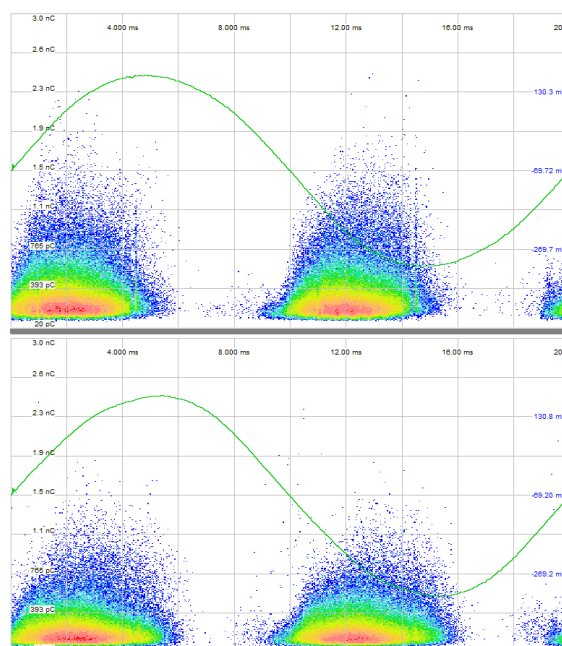 3.0 nC
4.000 ms 8.000 ms 12.00 ms 16.00 ms 20
2.6 nC
2.3 nC 130.3 m
1.9 nC
1.5 nC -69.72 m
1.1 nC
765 pC -269.7 m
393 pC
20 pC
3.0 nC
4.000 ms 8.000 ms 12.00 ms 16.00 ms 20
2.6 nC
2.3 nC 130.8 m
1.9 nC
1.5 nC -69.20 m
1.1 nC
765 pC -269.2 m
393 pC